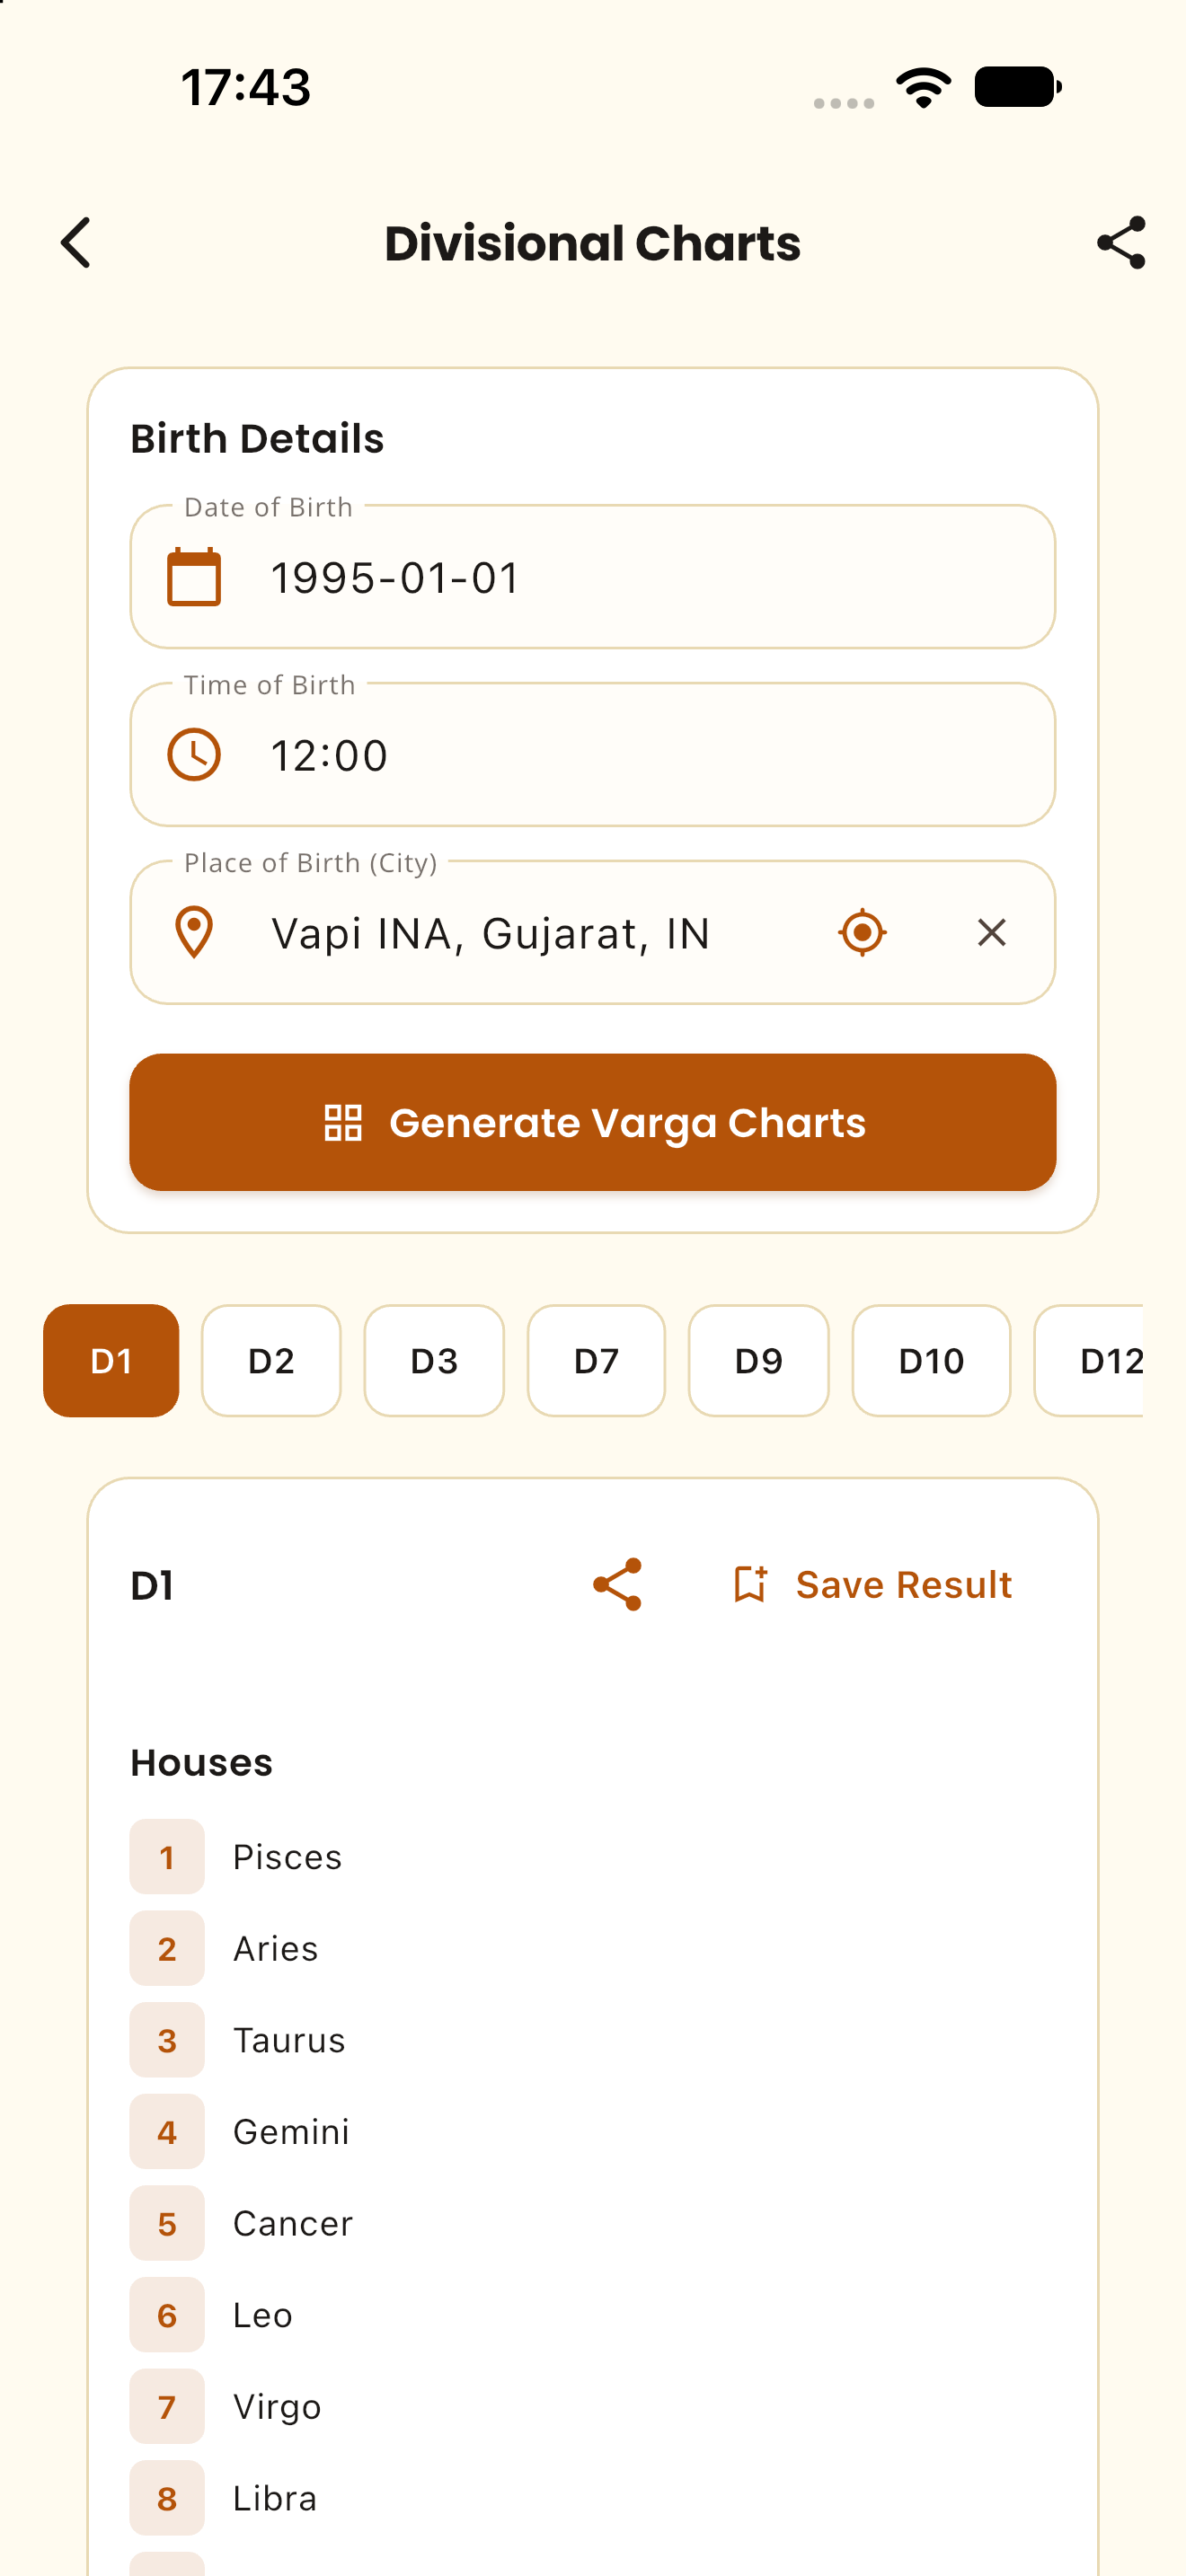 17:43
Divisional Charts
Birth Details
Date of Birth
1995-01-01
Time of Birth
12:00
Place of Birth (City)
Vapi INA, Gujarat, IN
Generate Varga Charts
D1 D2 D3 D7 D9 D10 D12
D1 Save Result
Houses
1 Pisces
2 Aries
3 Taurus
4 Gemini
5 Cancer
6 Leo
7 Virgo
8 Libra